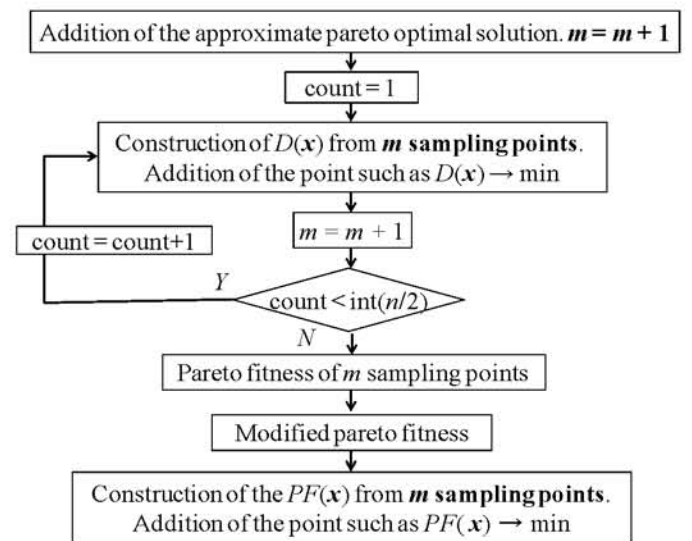 Addition of the approximate pareto optimal solution. m = m + 1
count = 1
Construction of D(x) from m sampling points.
Addition of the point such as D(x) → min
m = m + 1
count = count+1
Y
count < int(n/2)
N
Pareto fitness of m sampling points
Modified pareto fitness
Construction of the PF(x) from m sampling points.
Addition of the point such as PF(x) → min